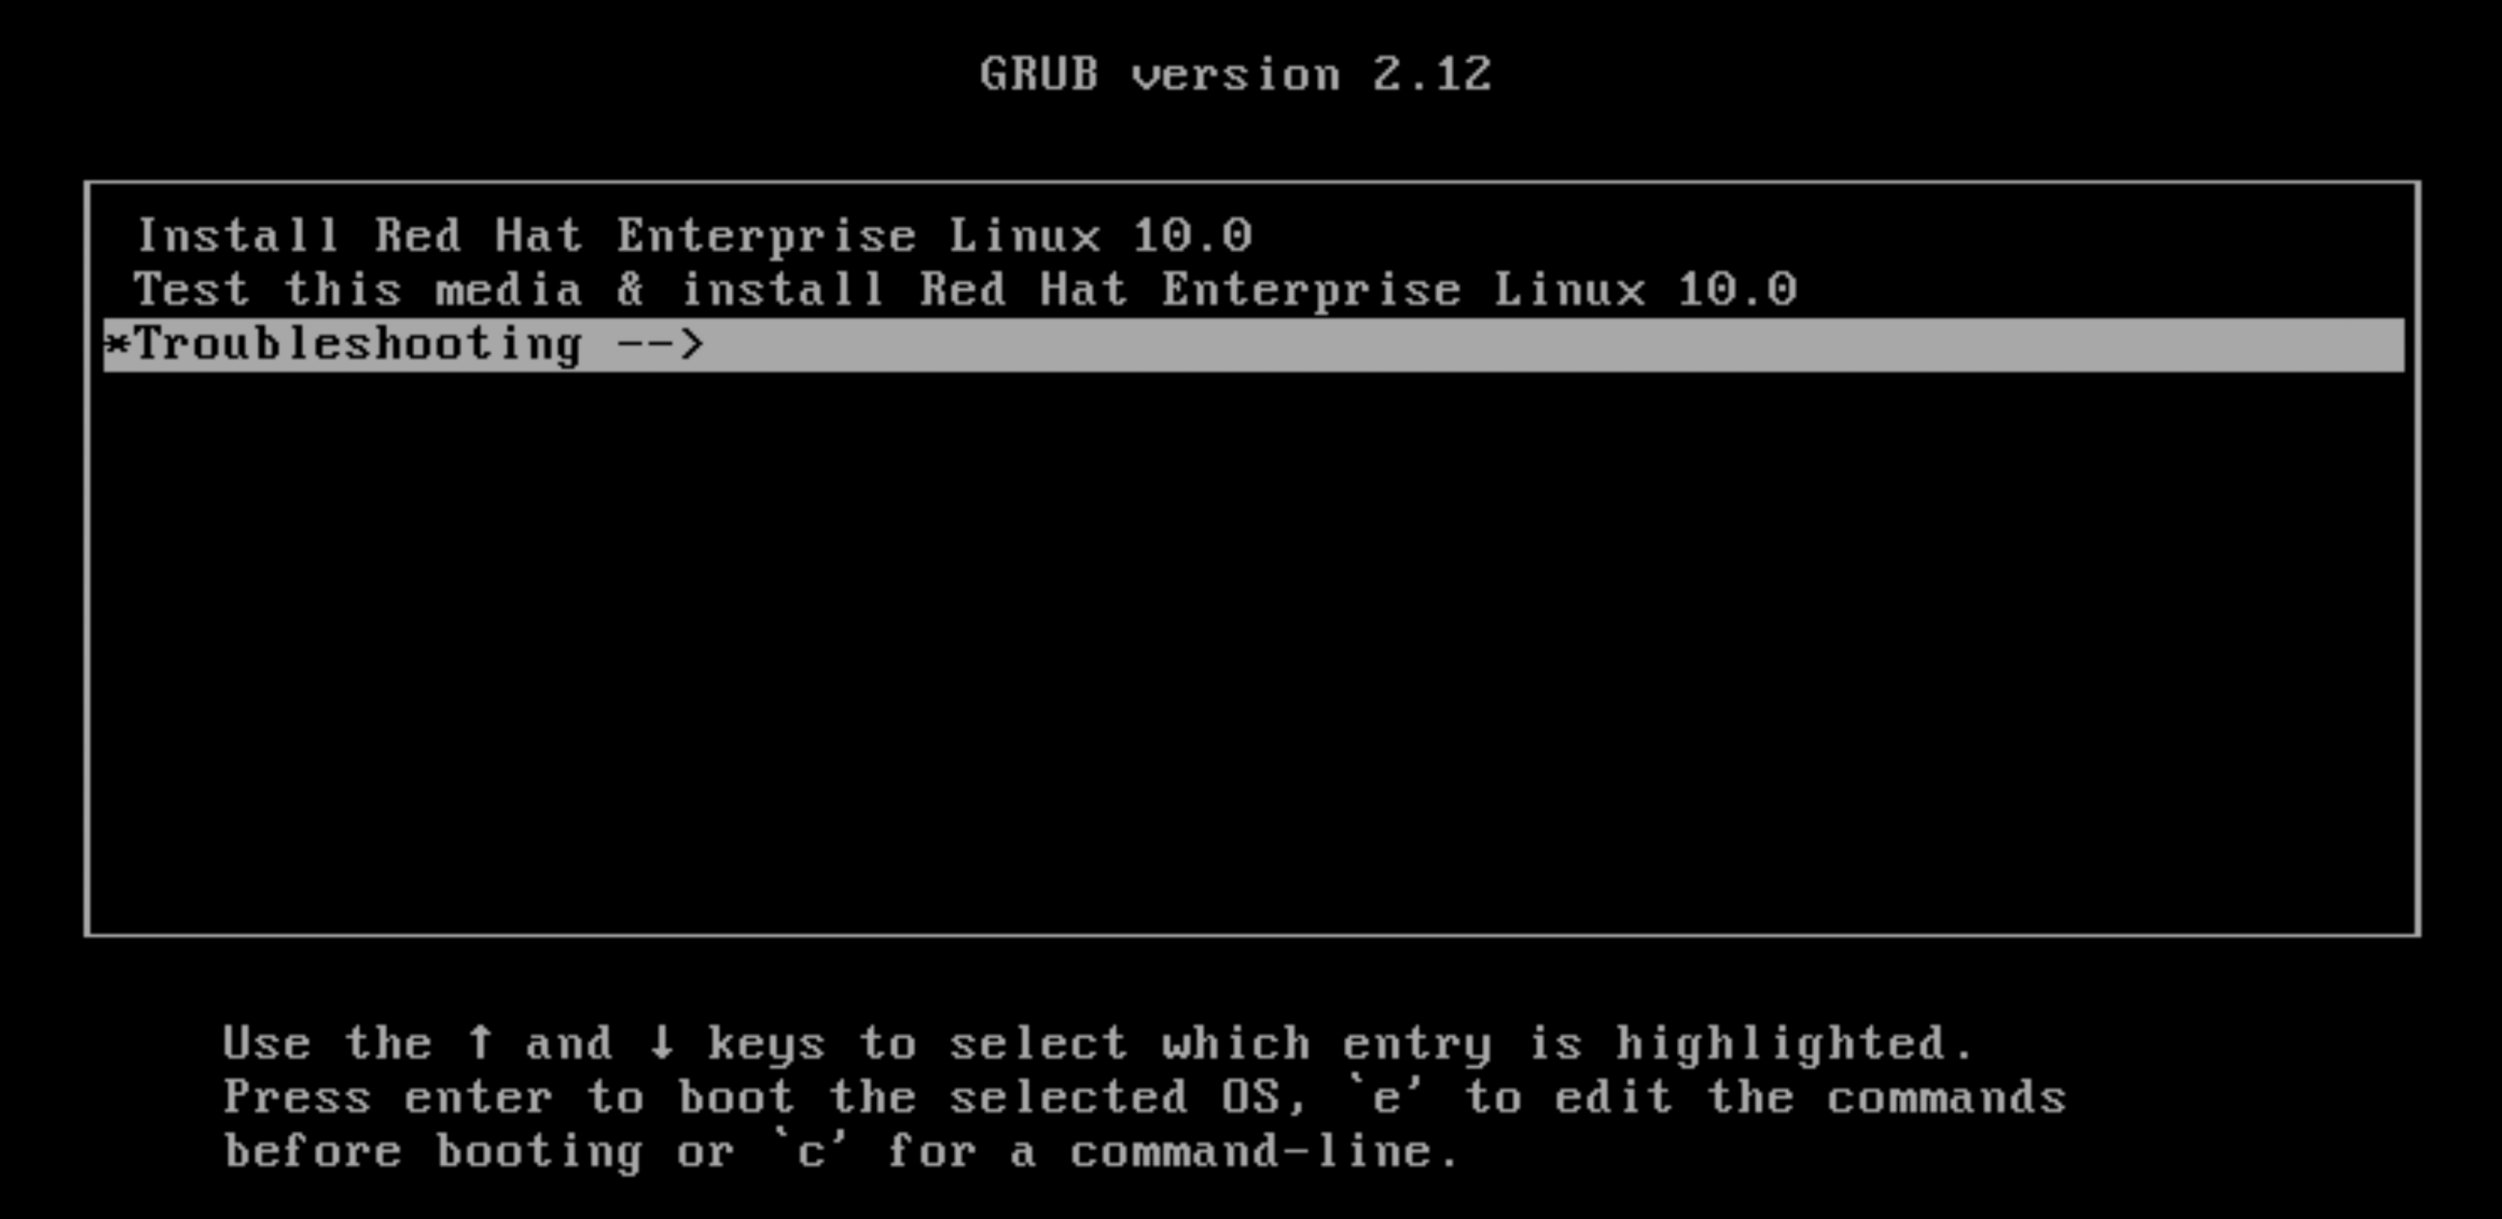 GRUB version 2.12
Install Red Hat Enterprise Linux 10.0
Test this media & install Red Hat Enterprise Linux 10.0
*Troubleshooting -->
Use the ↑ and ↓ keys to select which entry is highlighted.
Press enter to boot the selected OS, `e' to edit the commands
before booting or `c' for a command-line.